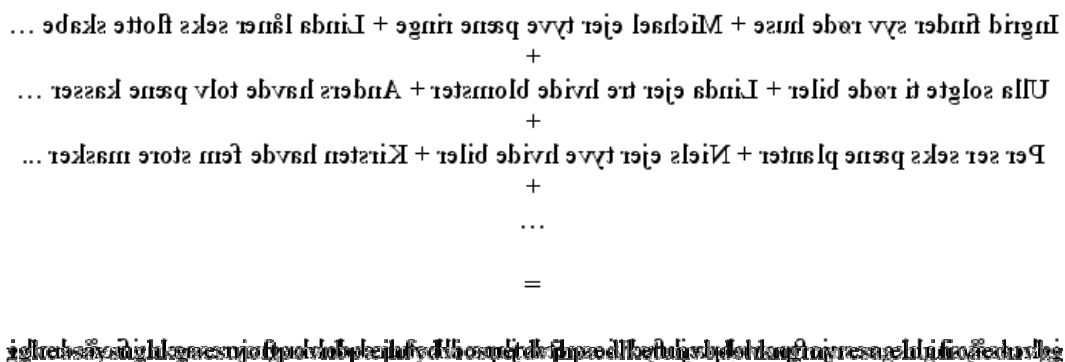 Ingrid finder syv røde huse + Michael ejer tyve pæne ringe + Linda låner seks flotte skabe …
+
Ulla solgte ti røde biler + Linda ejer tre hvide blomster + Anders havde tolv pæne kasser …
+
Per ser seks pæne planter + Niels ejer tyve hvide biler + Kirsten havde fem store masker ...
+
…
=